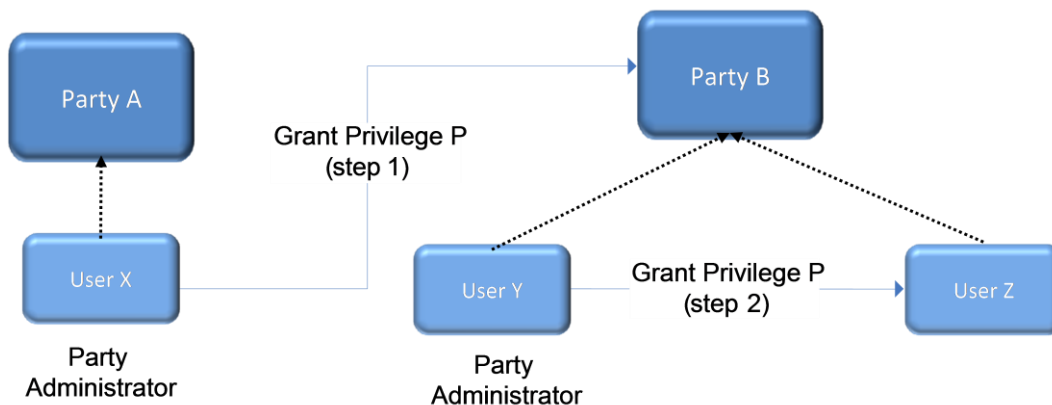 Party A
Party B
Grant Privilege P
(step 1)
User X
User Y
Grant Privilege P
(step 2)
User Z
Party
Administrator
Party
Administrator